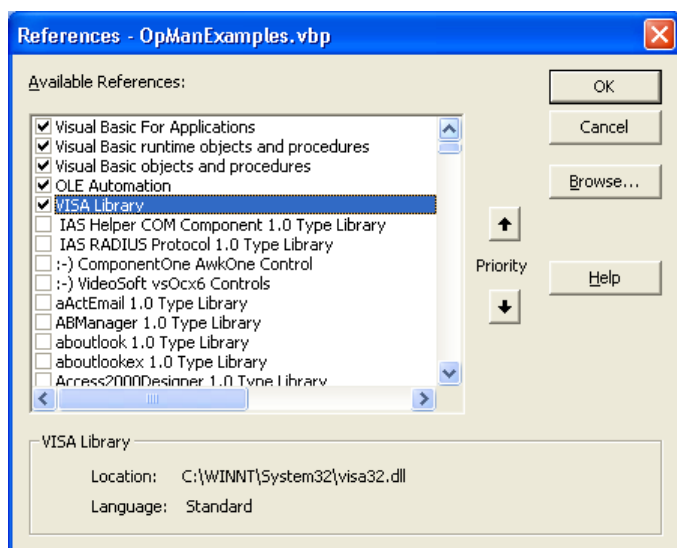 References - OpManExamples.vbp
Available References:
OK
Cancel
Browse...
Priority
Help
Visual Basic For Applications
Visual Basic runtime objects and procedures
Visual Basic objects and procedures
OLE Automation
VISA Library
IAS Helper COM Component 1.0 Type Library
IAS RADIUS Protocol 1.0 Type Library
:-) ComponentOne AwkOne Control
:-) VideoSoft vsOcx6 Controls
aActEmail 1.0 Type Library
ABManager 1.0 Type Library
aboutlook 1.0 Type Library
aboutlookex 1.0 Type Library
Access2000Designer 1.0 Type Library
VISA Library
Location: C:\WINNT\System32\visa32.dll
Language: Standard